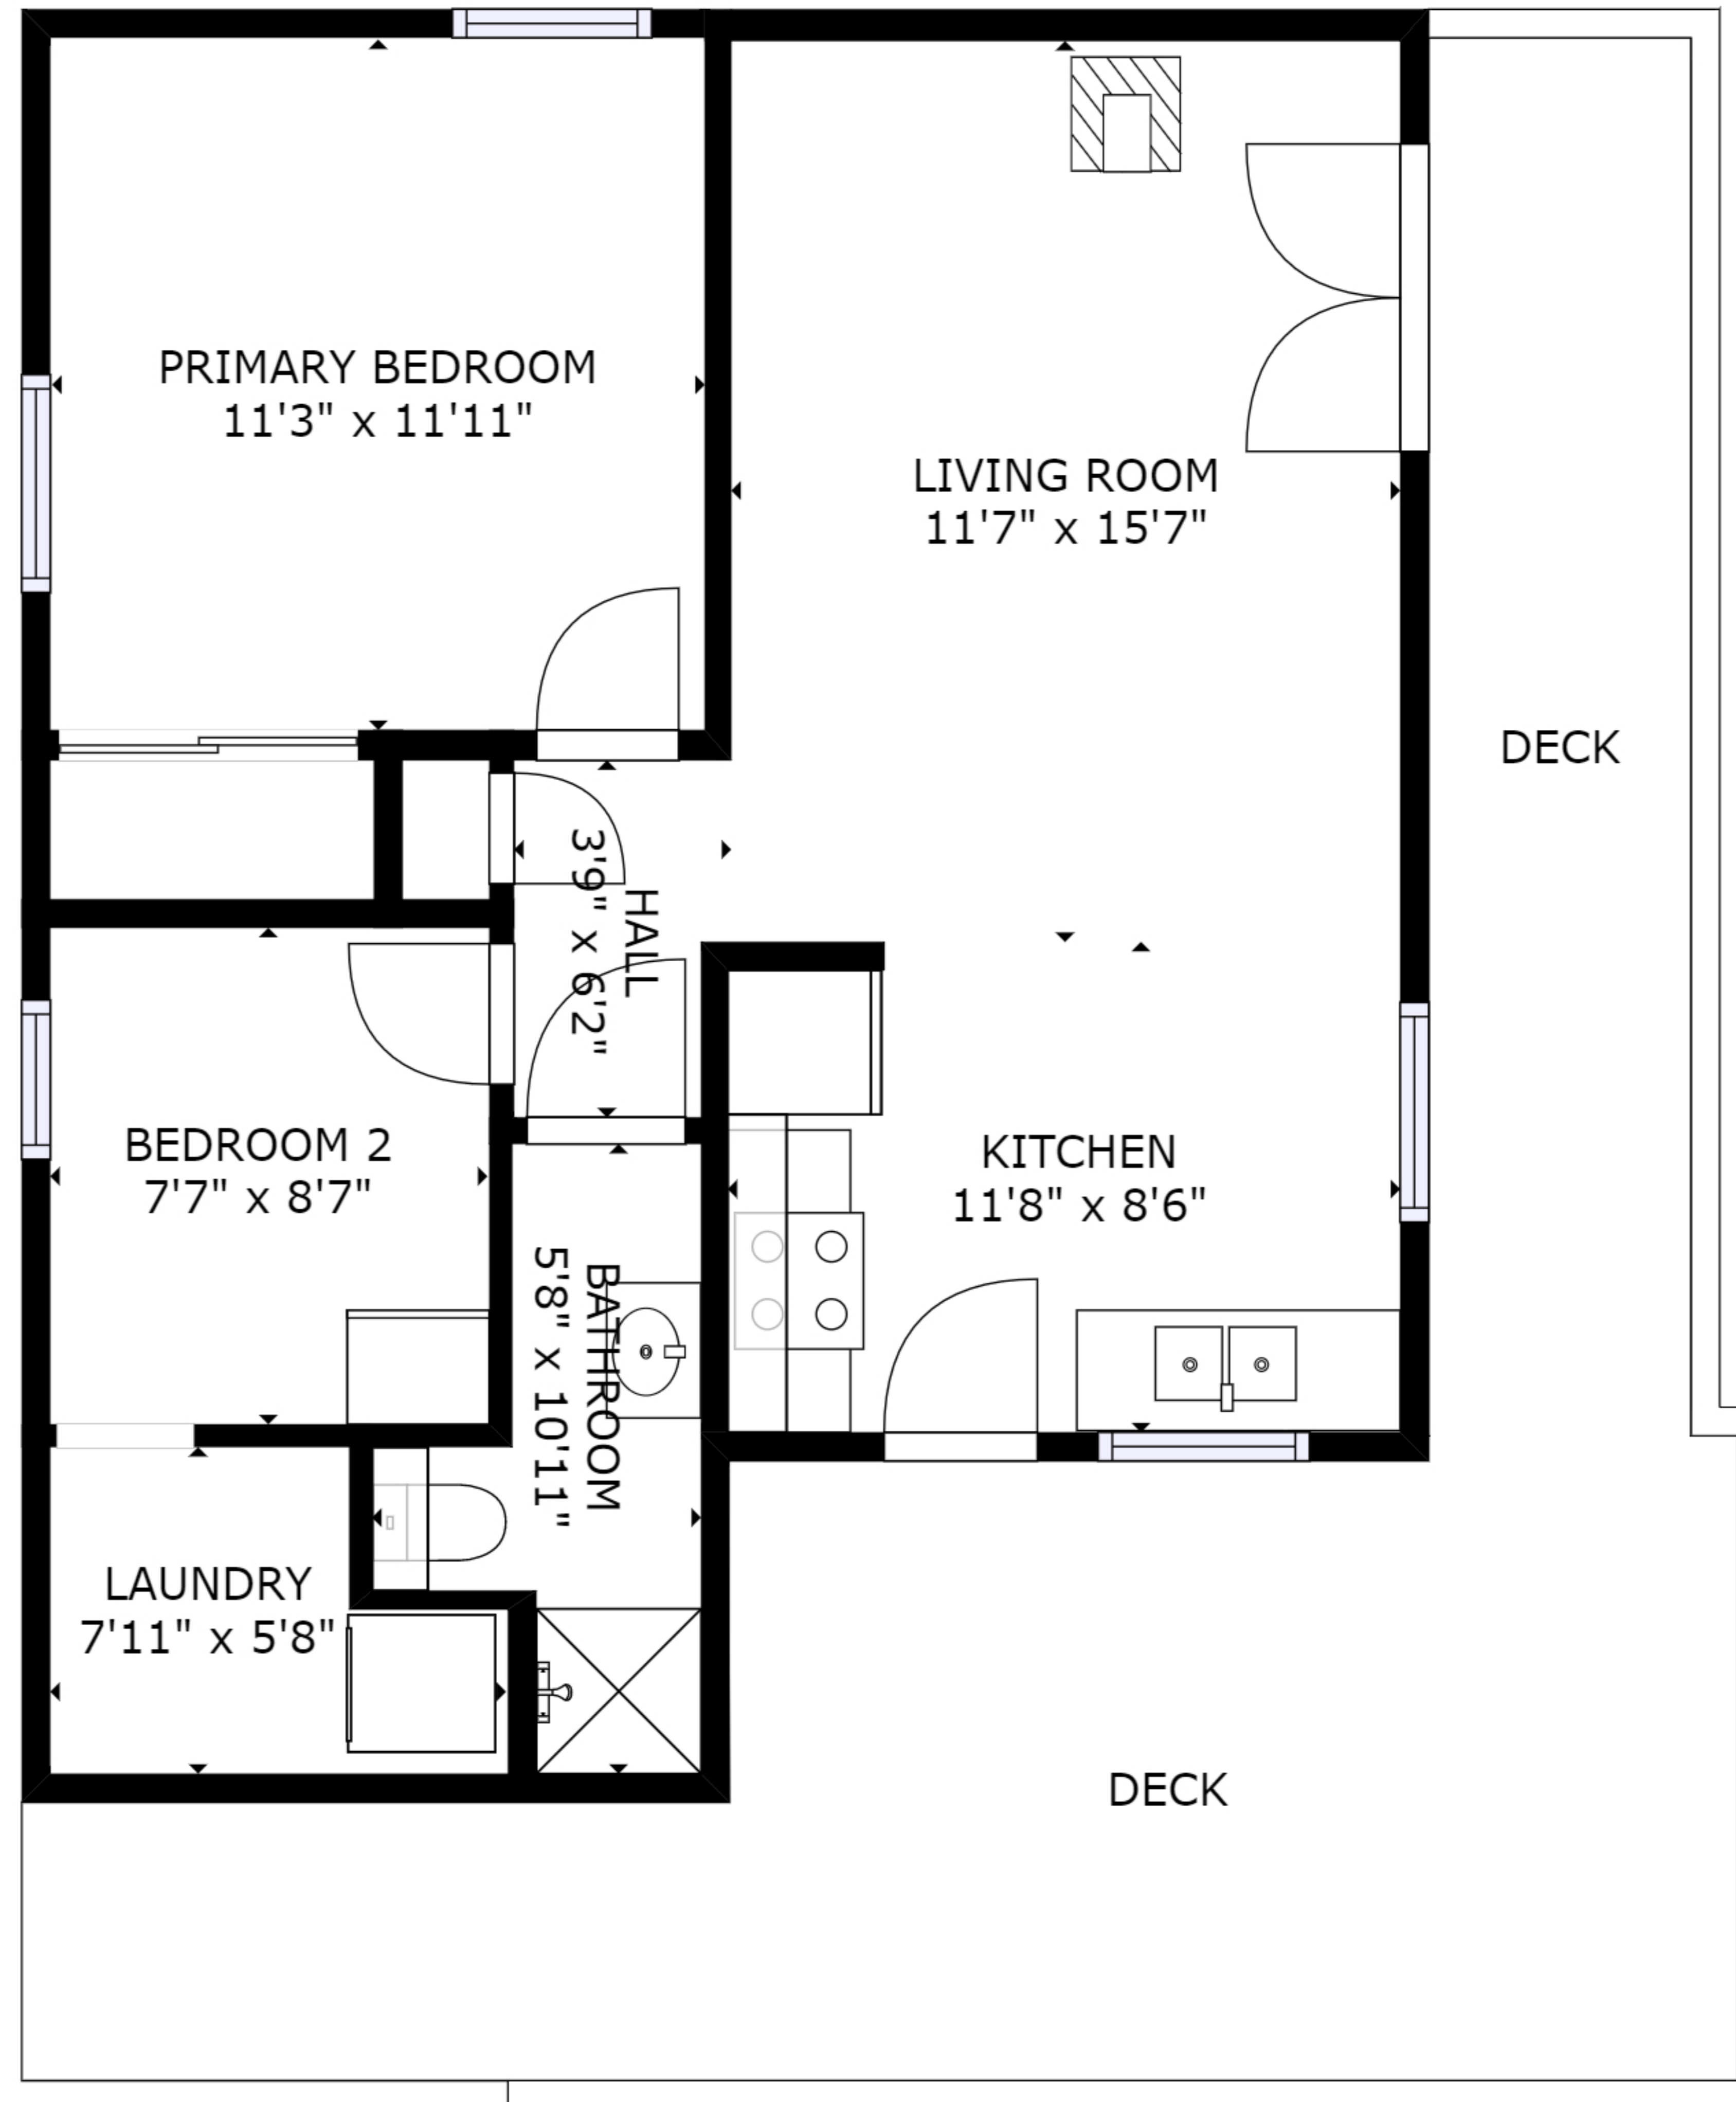 PRIMARY BEDROOM
11'3" x 11'11"
LIVING ROOM
11'7" x 15'7"
DECK
HALL
3'9" x 6'2"
BEDROOM 2
7'7" x 8'7"
KITCHEN
11'8" x 8'6"
BATHROOM
5'8" x 10'11"
LAUNDRY
7'11" x 5'8"
DECK